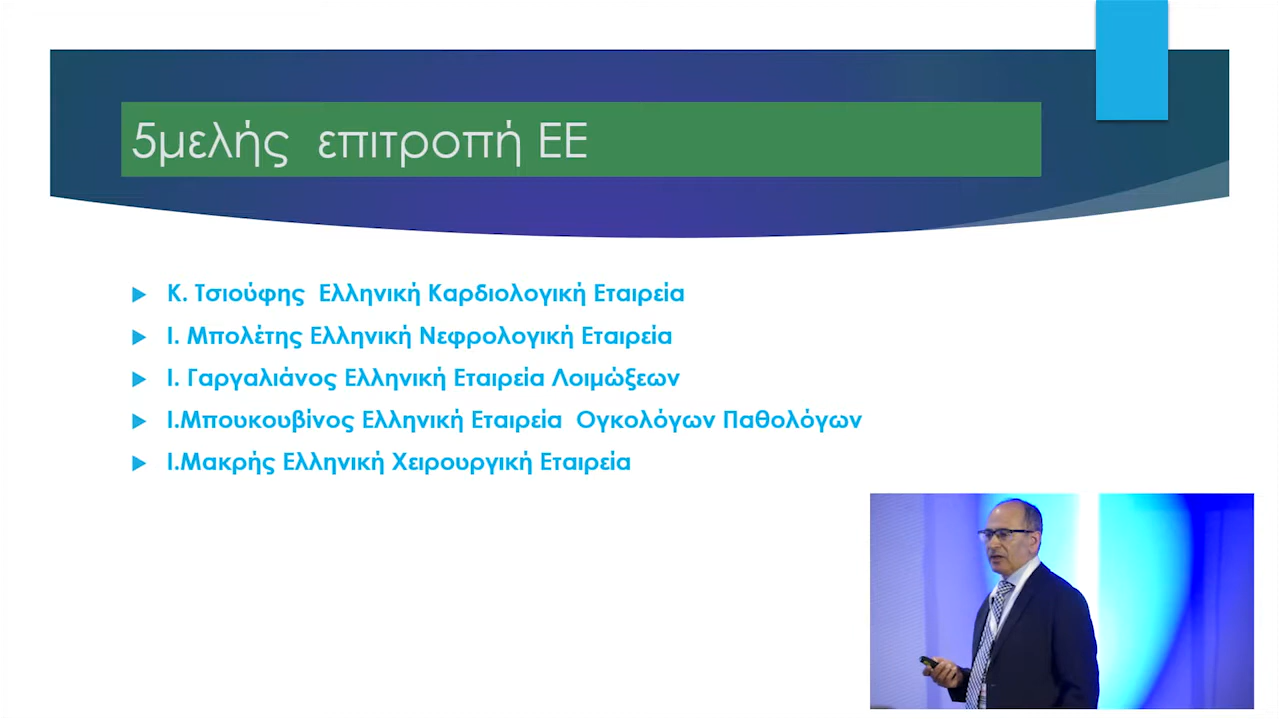 5μελής επιτροπή ΕΕ
Κ. Τσιούφης Ελληνική Καρδιολογική Εταιρεία
Ι. Μπολέτης Ελληνική Νεφρολογική Εταιρεία
Ι. Γαργαλιάνος Ελληνική Εταιρεία Λοιμώξεων
Ι.Μπουκουβίνος Ελληνική Εταιρεία Ογκολόγων Παθολόγων
Ι.Μακρής Ελληνική Χειρουργική Εταιρεία